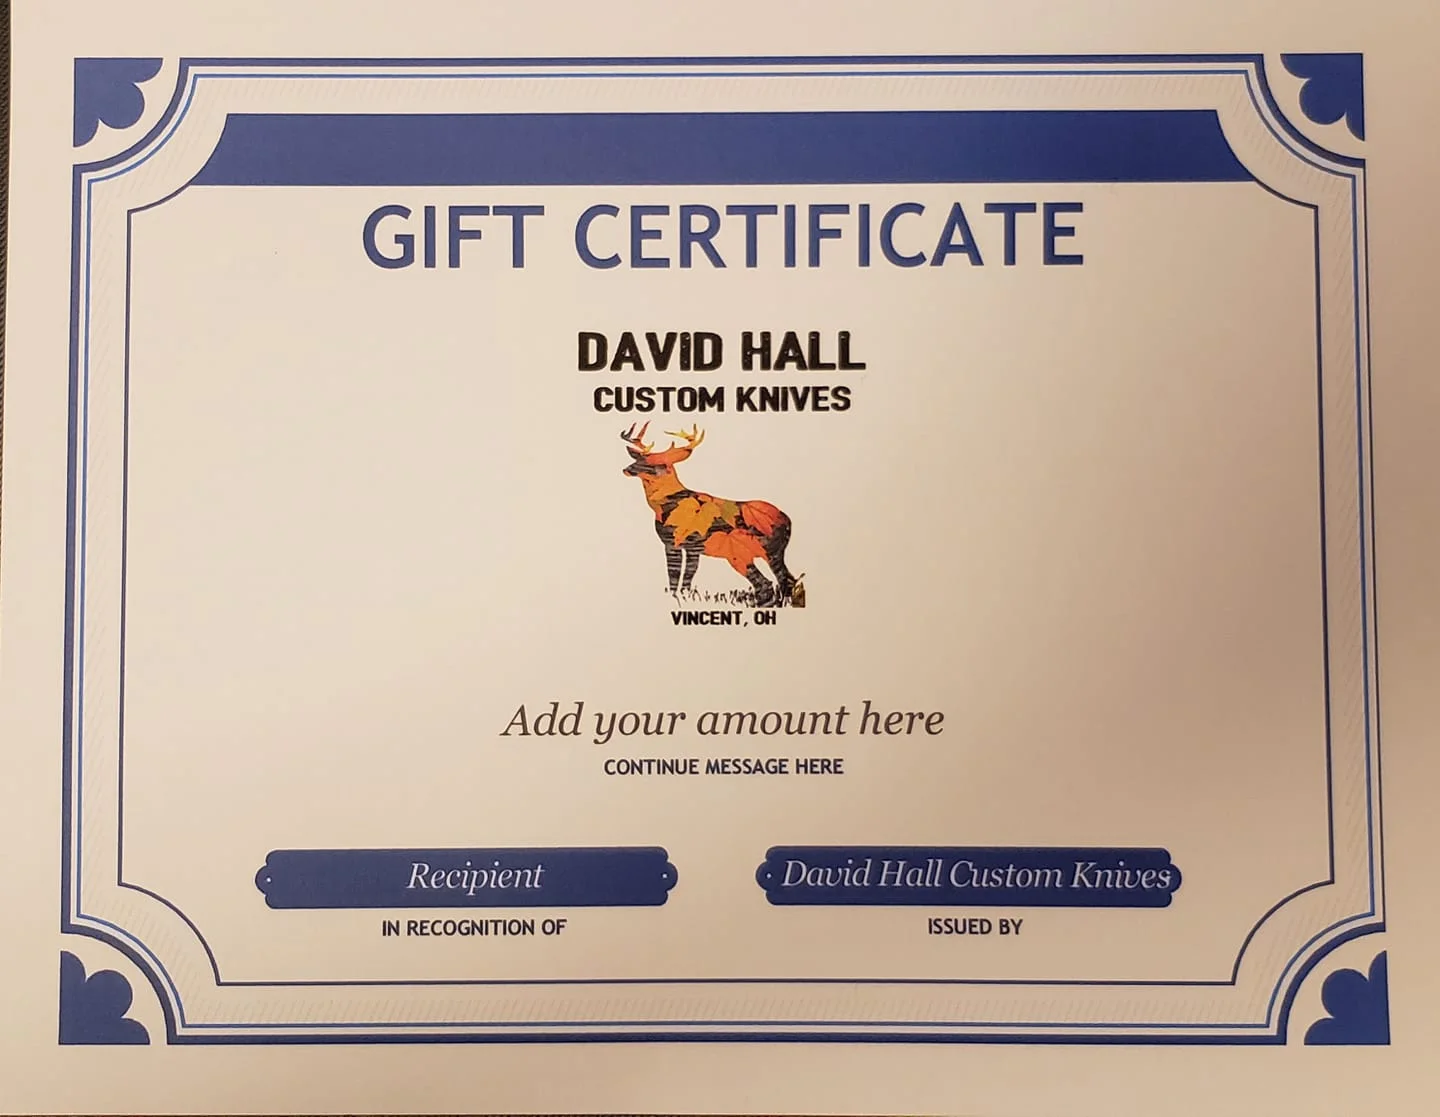 GIFT CERTIFICATE
DAVID HALL
CUSTOM KNIVES
VINCENT, OH
Add your amount here
CONTINUE MESSAGE HERE
Recipient
David Hall Custom Knives
IN RECOGNITION OF
ISSUED BY